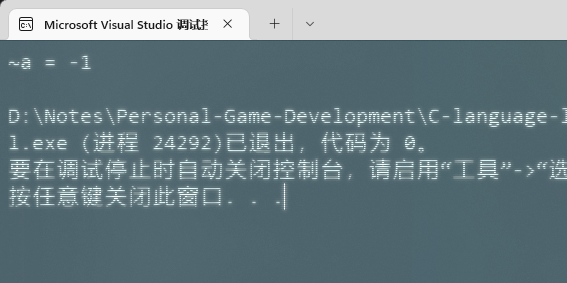 Microsoft Visual Studio 调试
~a = -1
D:\Notes\Personal-Game-Development\C-language-l
1.exe (进程 24292)已退出，代码为 0。
要在调试停止时自动关闭控制台，请启用“工具”->“选
按任意键关闭此窗口. . .